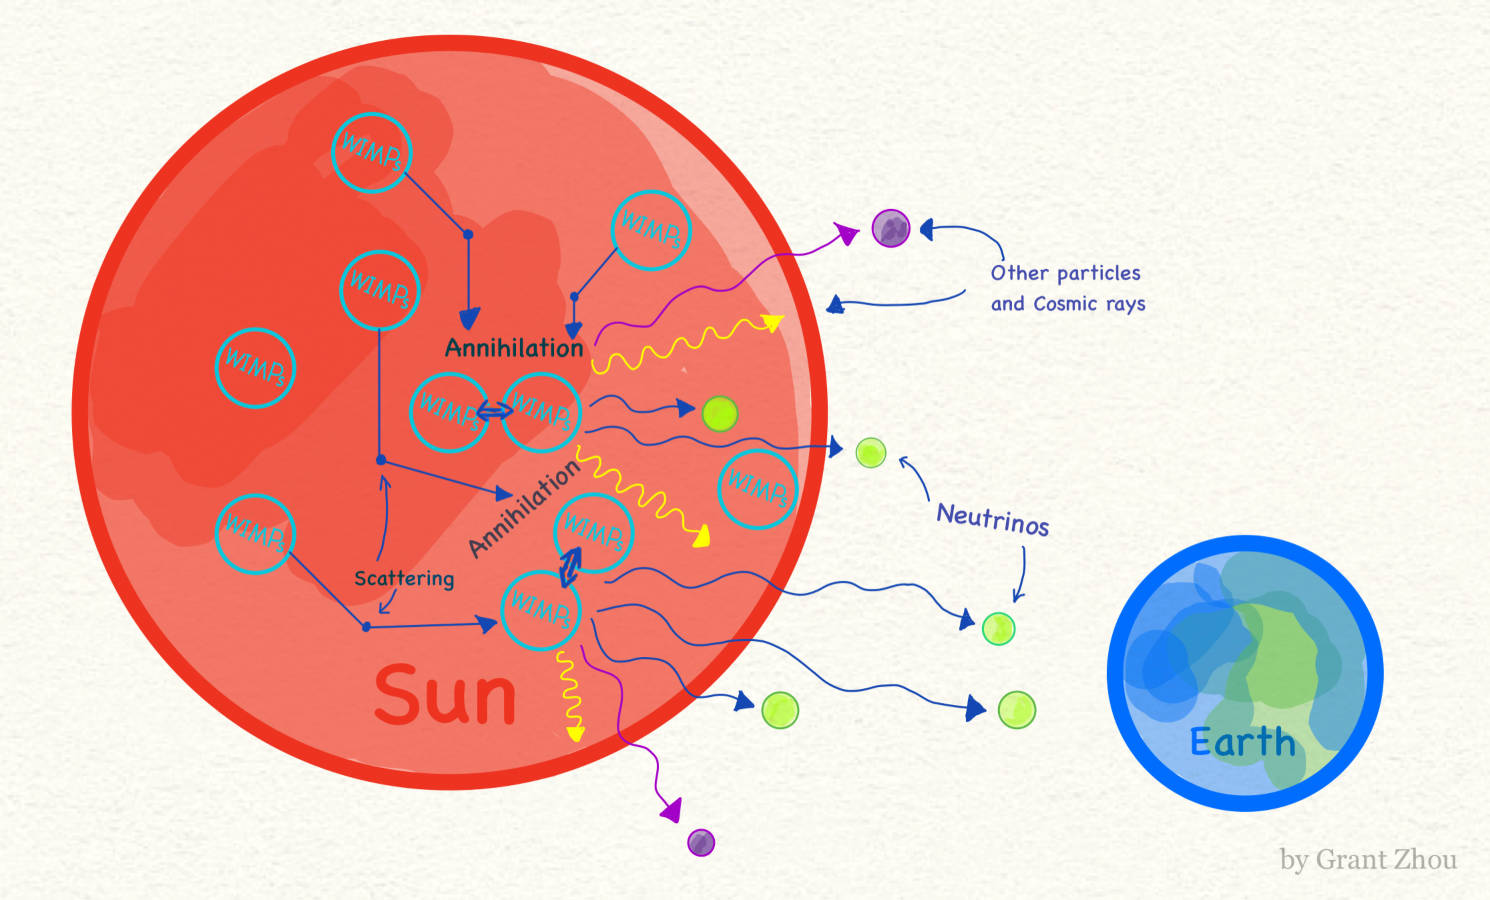 WIMPs
WIMPs
WIMPs
Other particles
and Cosmic rays
Annihilation
WIMPs
WIMPs
WIMPs
Annihilation
WIMPs
Neutrinos
WIMPs
WIMPs
Scattering
WIMPs
Sun
Earth
by Grant Zhou